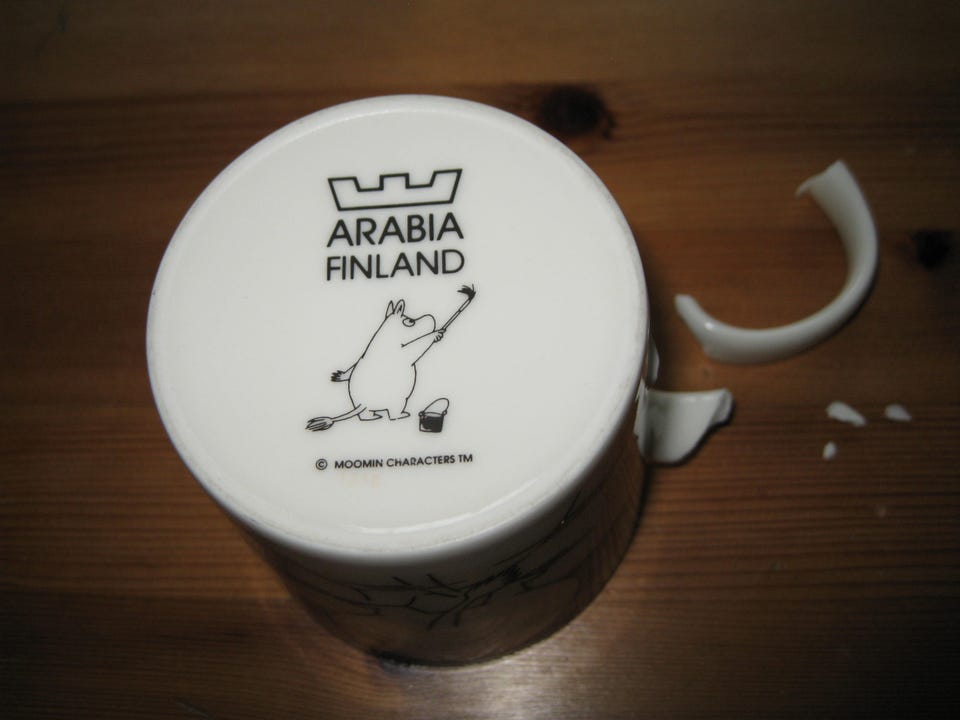 ARABIA
FINLAND
© MOOMIN CHARACTERS TM